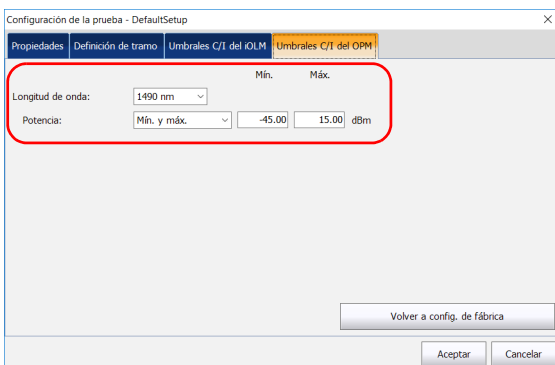 Configuración de la prueba - DefaultSetup
Propiedades Definición de tramo Umbrales C/I del iOLM Umbrales C/I del OPM
Mín. Máx.
Longitud de onda: 1490 nm
Potencia: Mín. y máx. -45.00 15.00 dBm
Volver a config. de fábrica
Aceptar Cancelar